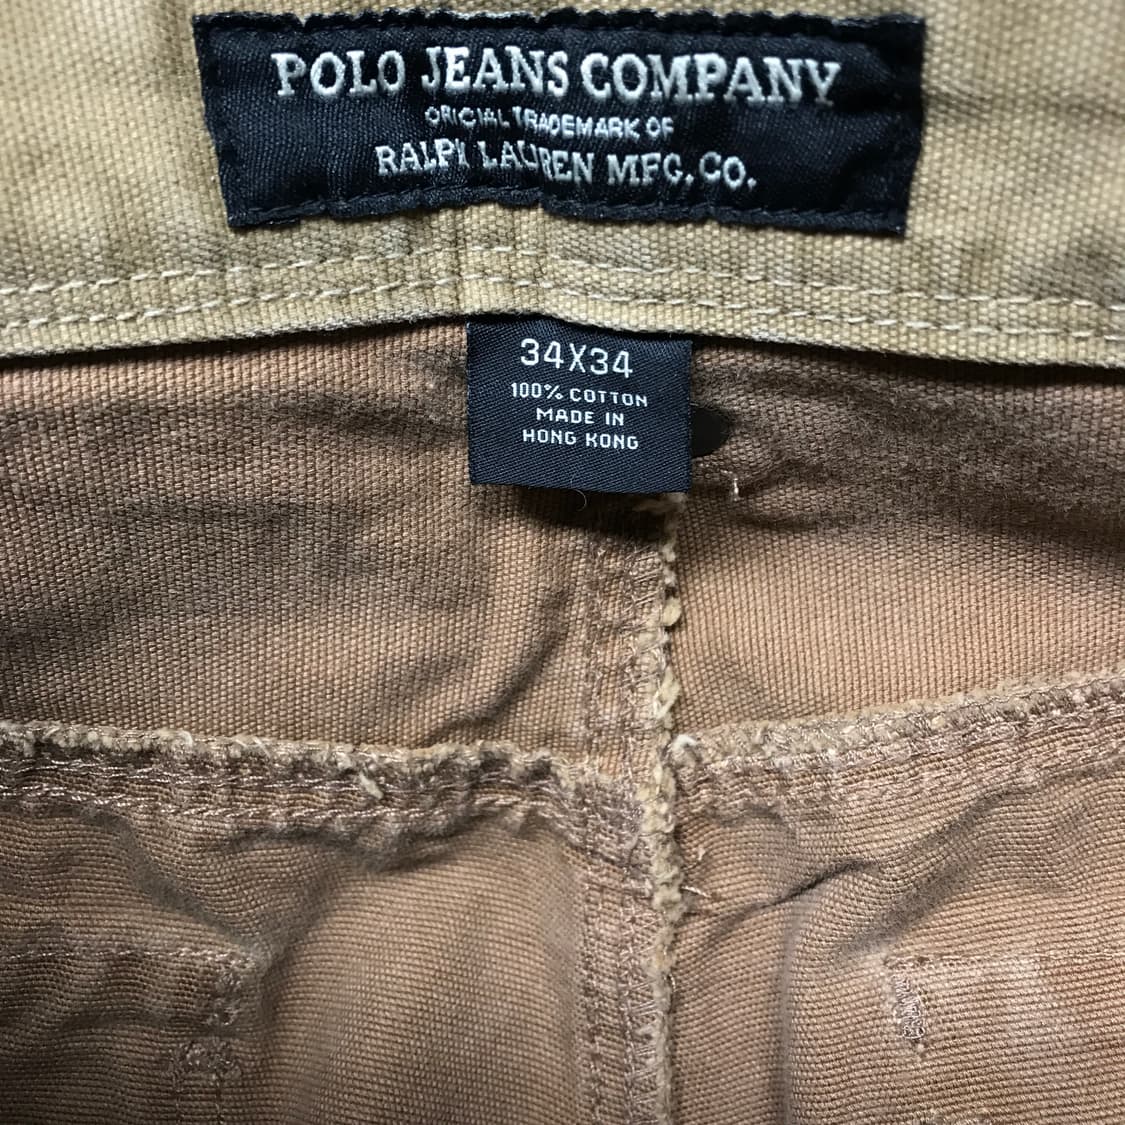 POLO JEANS COMPANY
ORIGINAL TRADEMARK OF
RALPH LAUREN MFG. CO.
34X34
100% COTTON
MADE IN
HONG KONG